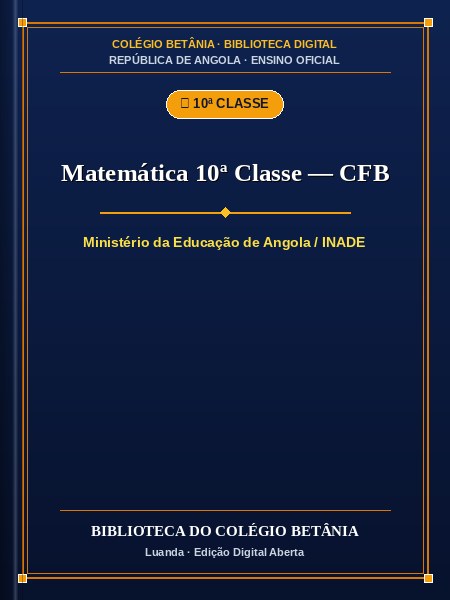 COLÉGIO BETÂNIA · BIBLIOTECA DIGITAL
REPÚBLICA DE ANGOLA · ENSINO OFICIAL
10ª CLASSE
Matemática 10ª Classe — CFB
Ministério da Educação de Angola / INADE
BIBLIOTECA DO COLÉGIO BETÂNIA
Luanda · Edição Digital Aberta